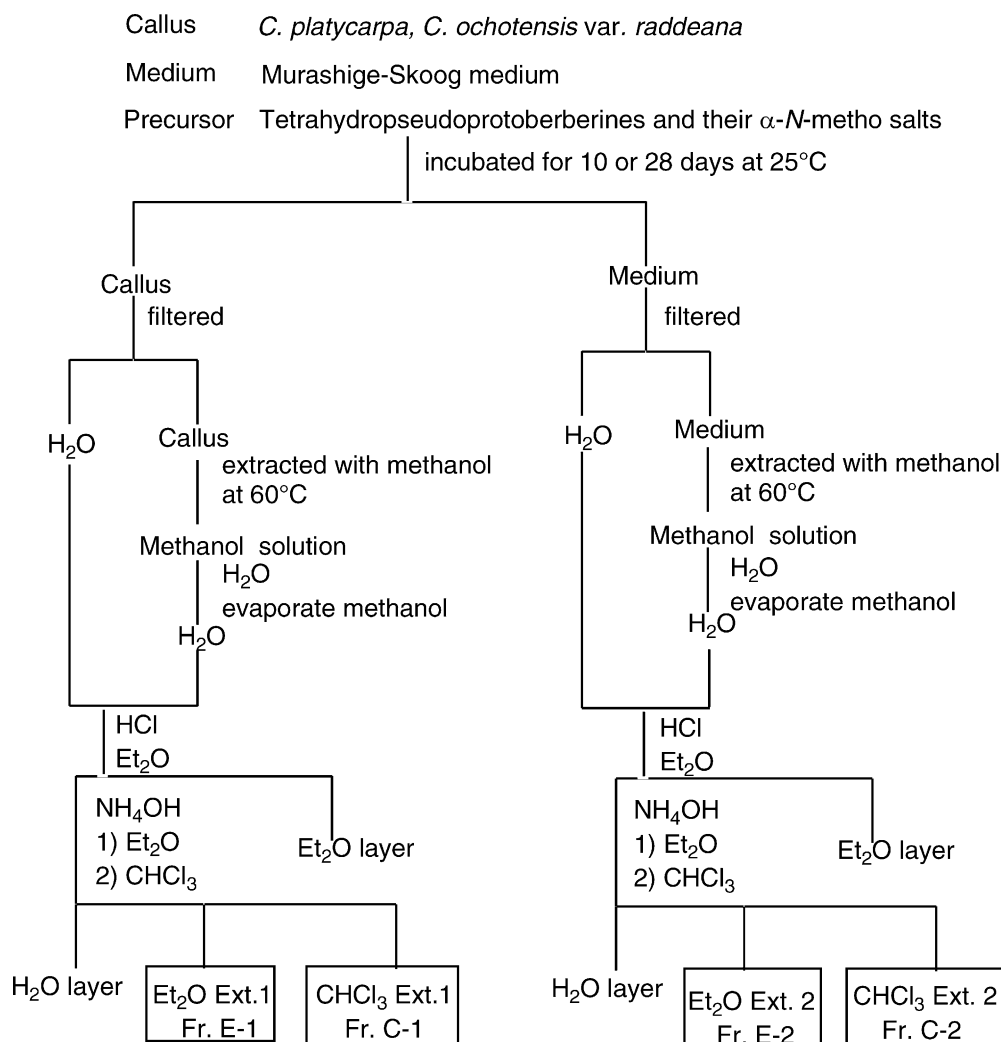 Callus C. platycarpa, C. ochotensis var. raddeana
Medium Murashige-Skoog medium
Precursor Tetrahydropseudoprotoberberines and their α-N-metho salts
incubated for 10 or 28 days at 25°C
Callus
filtered
H₂O
Callus
extracted with methanol
at 60°C
Methanol solution
H₂O
evaporate methanol
H₂O
HCl
Et₂O
NH₄OH
1) Et₂O
2) CHCl₃
Et₂O layer
H₂O layer
Et₂O Ext.1
Fr. E-1
CHCl₃ Ext.1
Fr. C-1
Medium
filtered
H₂O
Medium
extracted with methanol
at 60°C
Methanol solution
H₂O
evaporate methanol
H₂O
HCl
Et₂O
NH₄OH
1) Et₂O
2) CHCl₃
Et₂O layer
H₂O layer
Et₂O Ext. 2
Fr. E-2
CHCl₃ Ext. 2
Fr. C-2